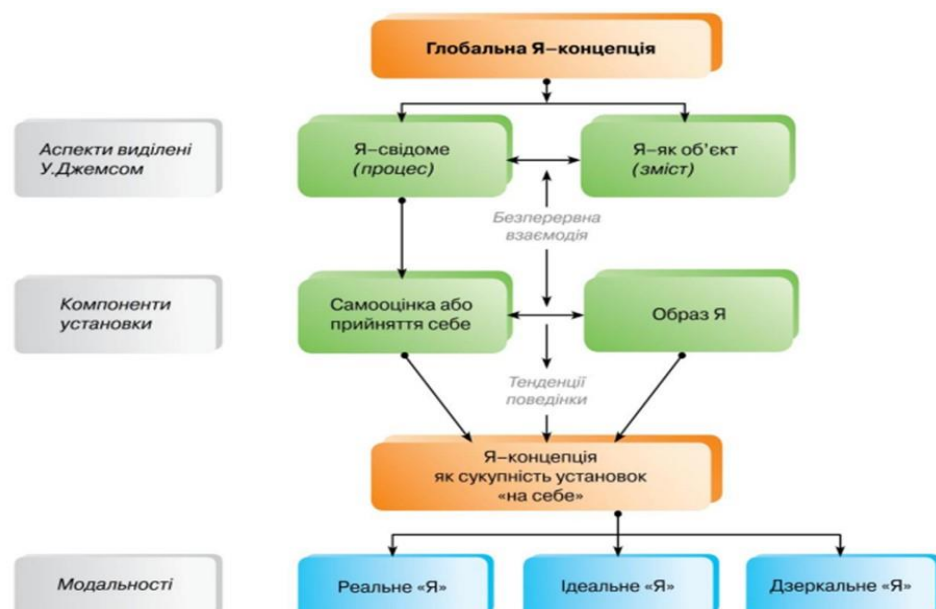 Глобальна Я–концепція
Аспекти виділені
У.Джемсом
Я–свідоме
(процес)
Я–як об’єкт
(зміст)
Безперервна
взаємодія
Компоненти
установки
Самооцінка або
прийняття себе
Образ Я
Тенденції
поведінки
Я–концепція
як сукупність установок
«на себе»
Модальності
Реальне «Я»
Ідеальне «Я»
Дзеркальне «Я»